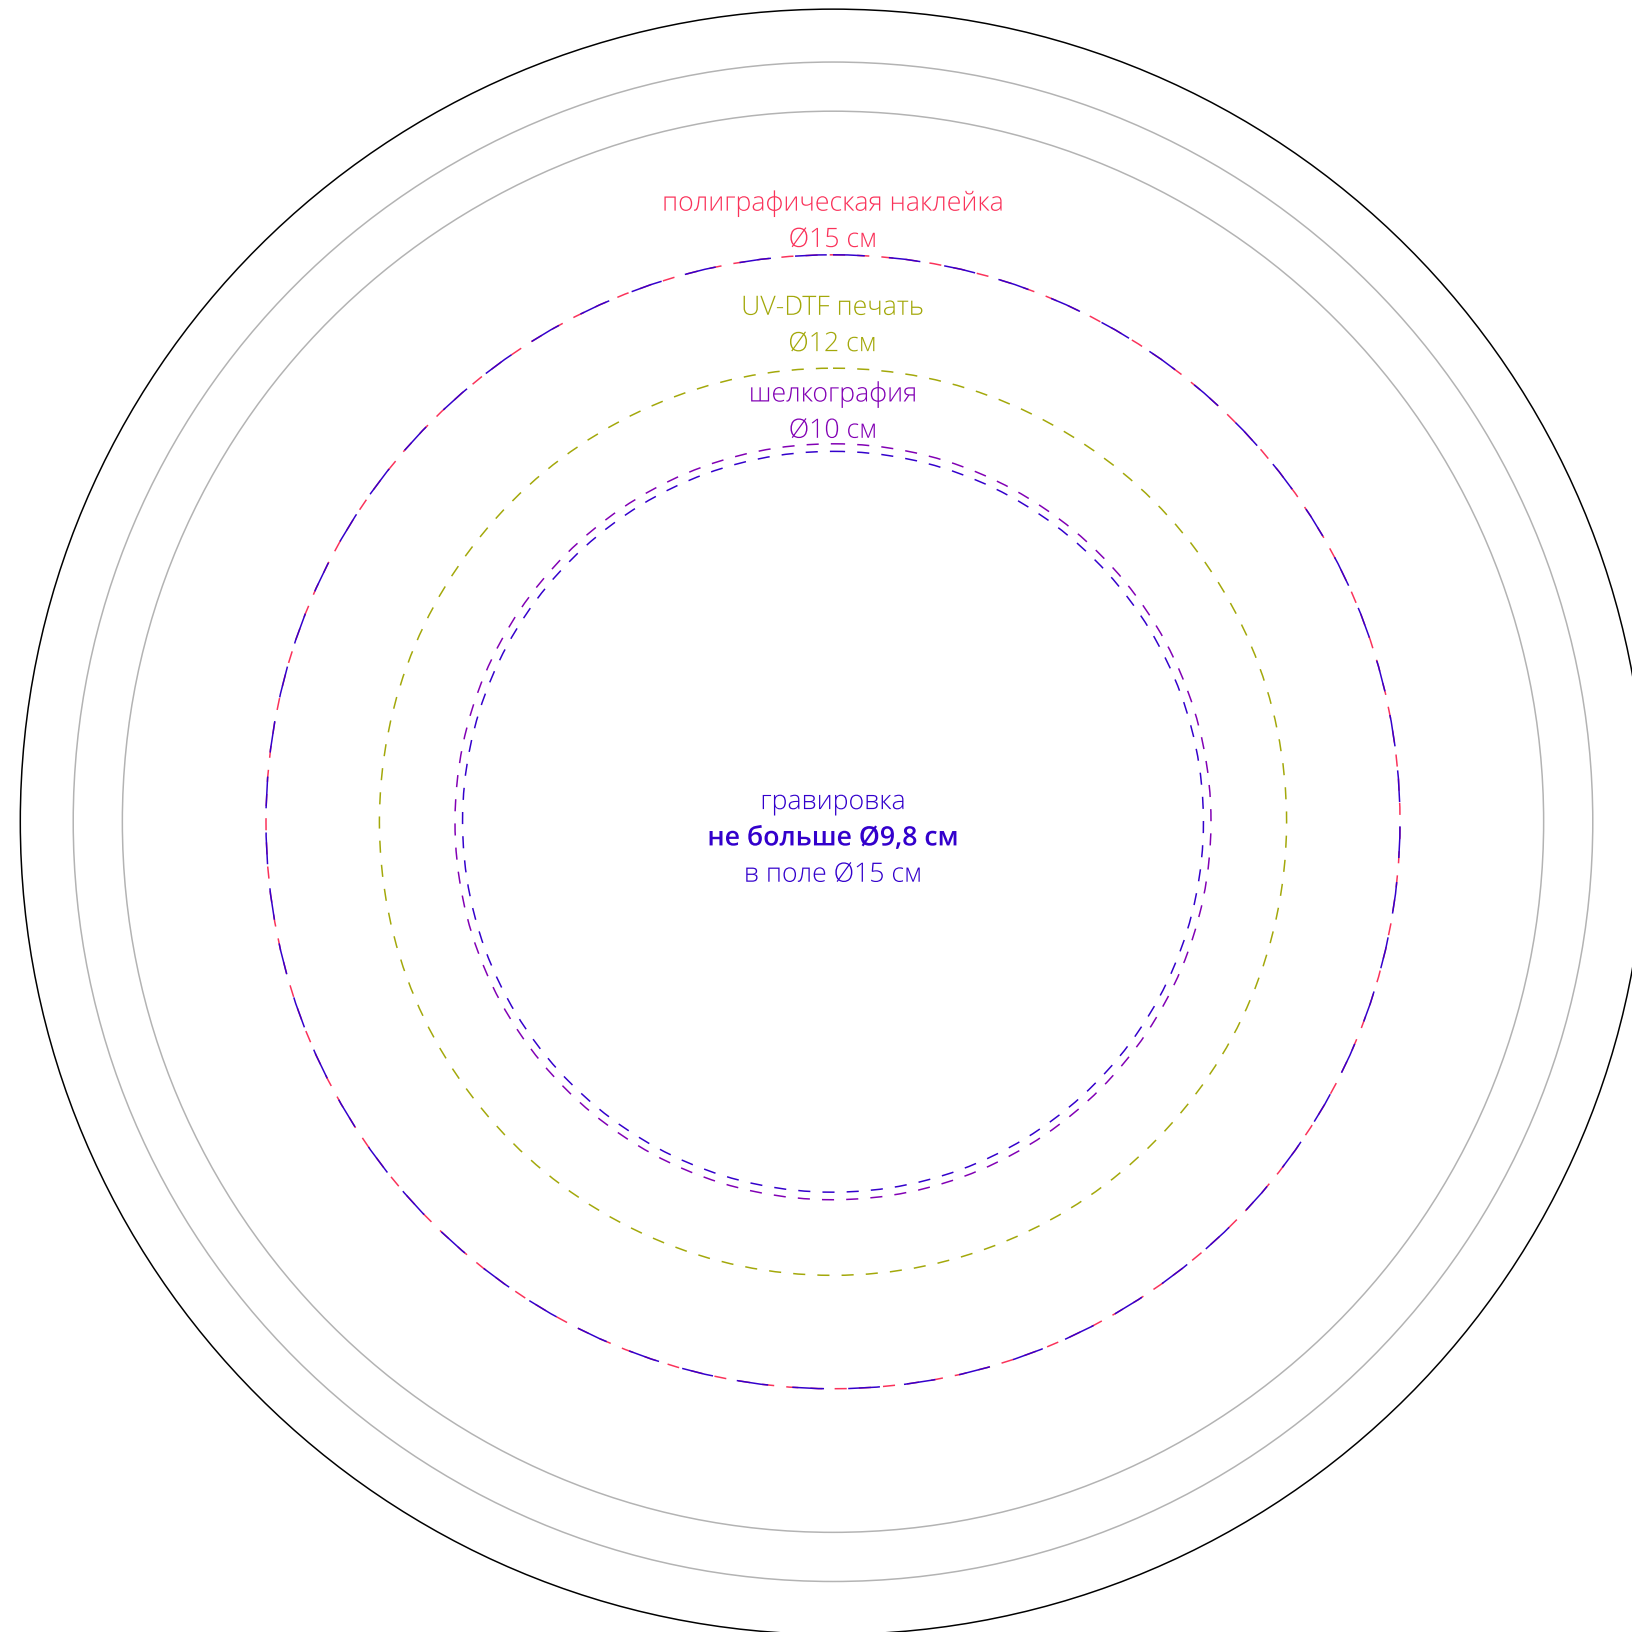 полиграфическая наклейка
Ø15 см
UV-DTF печать
Ø12 см
шелкография
Ø10 см
гравировка
не больше Ø9,8 см
в поле Ø15 см